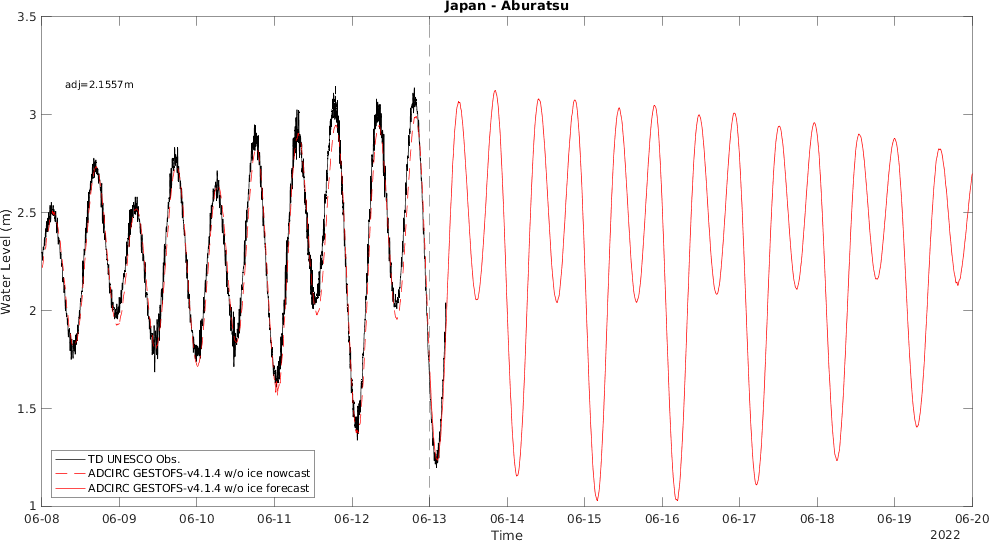 Japan - Aburatsu
3.5
adj=2.1557m
3
2.5
Water Level (m)
2
1.5
TD UNESCO Obs.
ADCIRC GESTOFS-v4.1.4 w/o ice nowcast
ADCIRC GESTOFS-v4.1.4 w/o ice forecast
1
06-08 06-09 06-10 06-11 06-12 06-13 06-14 06-15 06-16 06-17 06-18 06-19 06-20
Time
2022